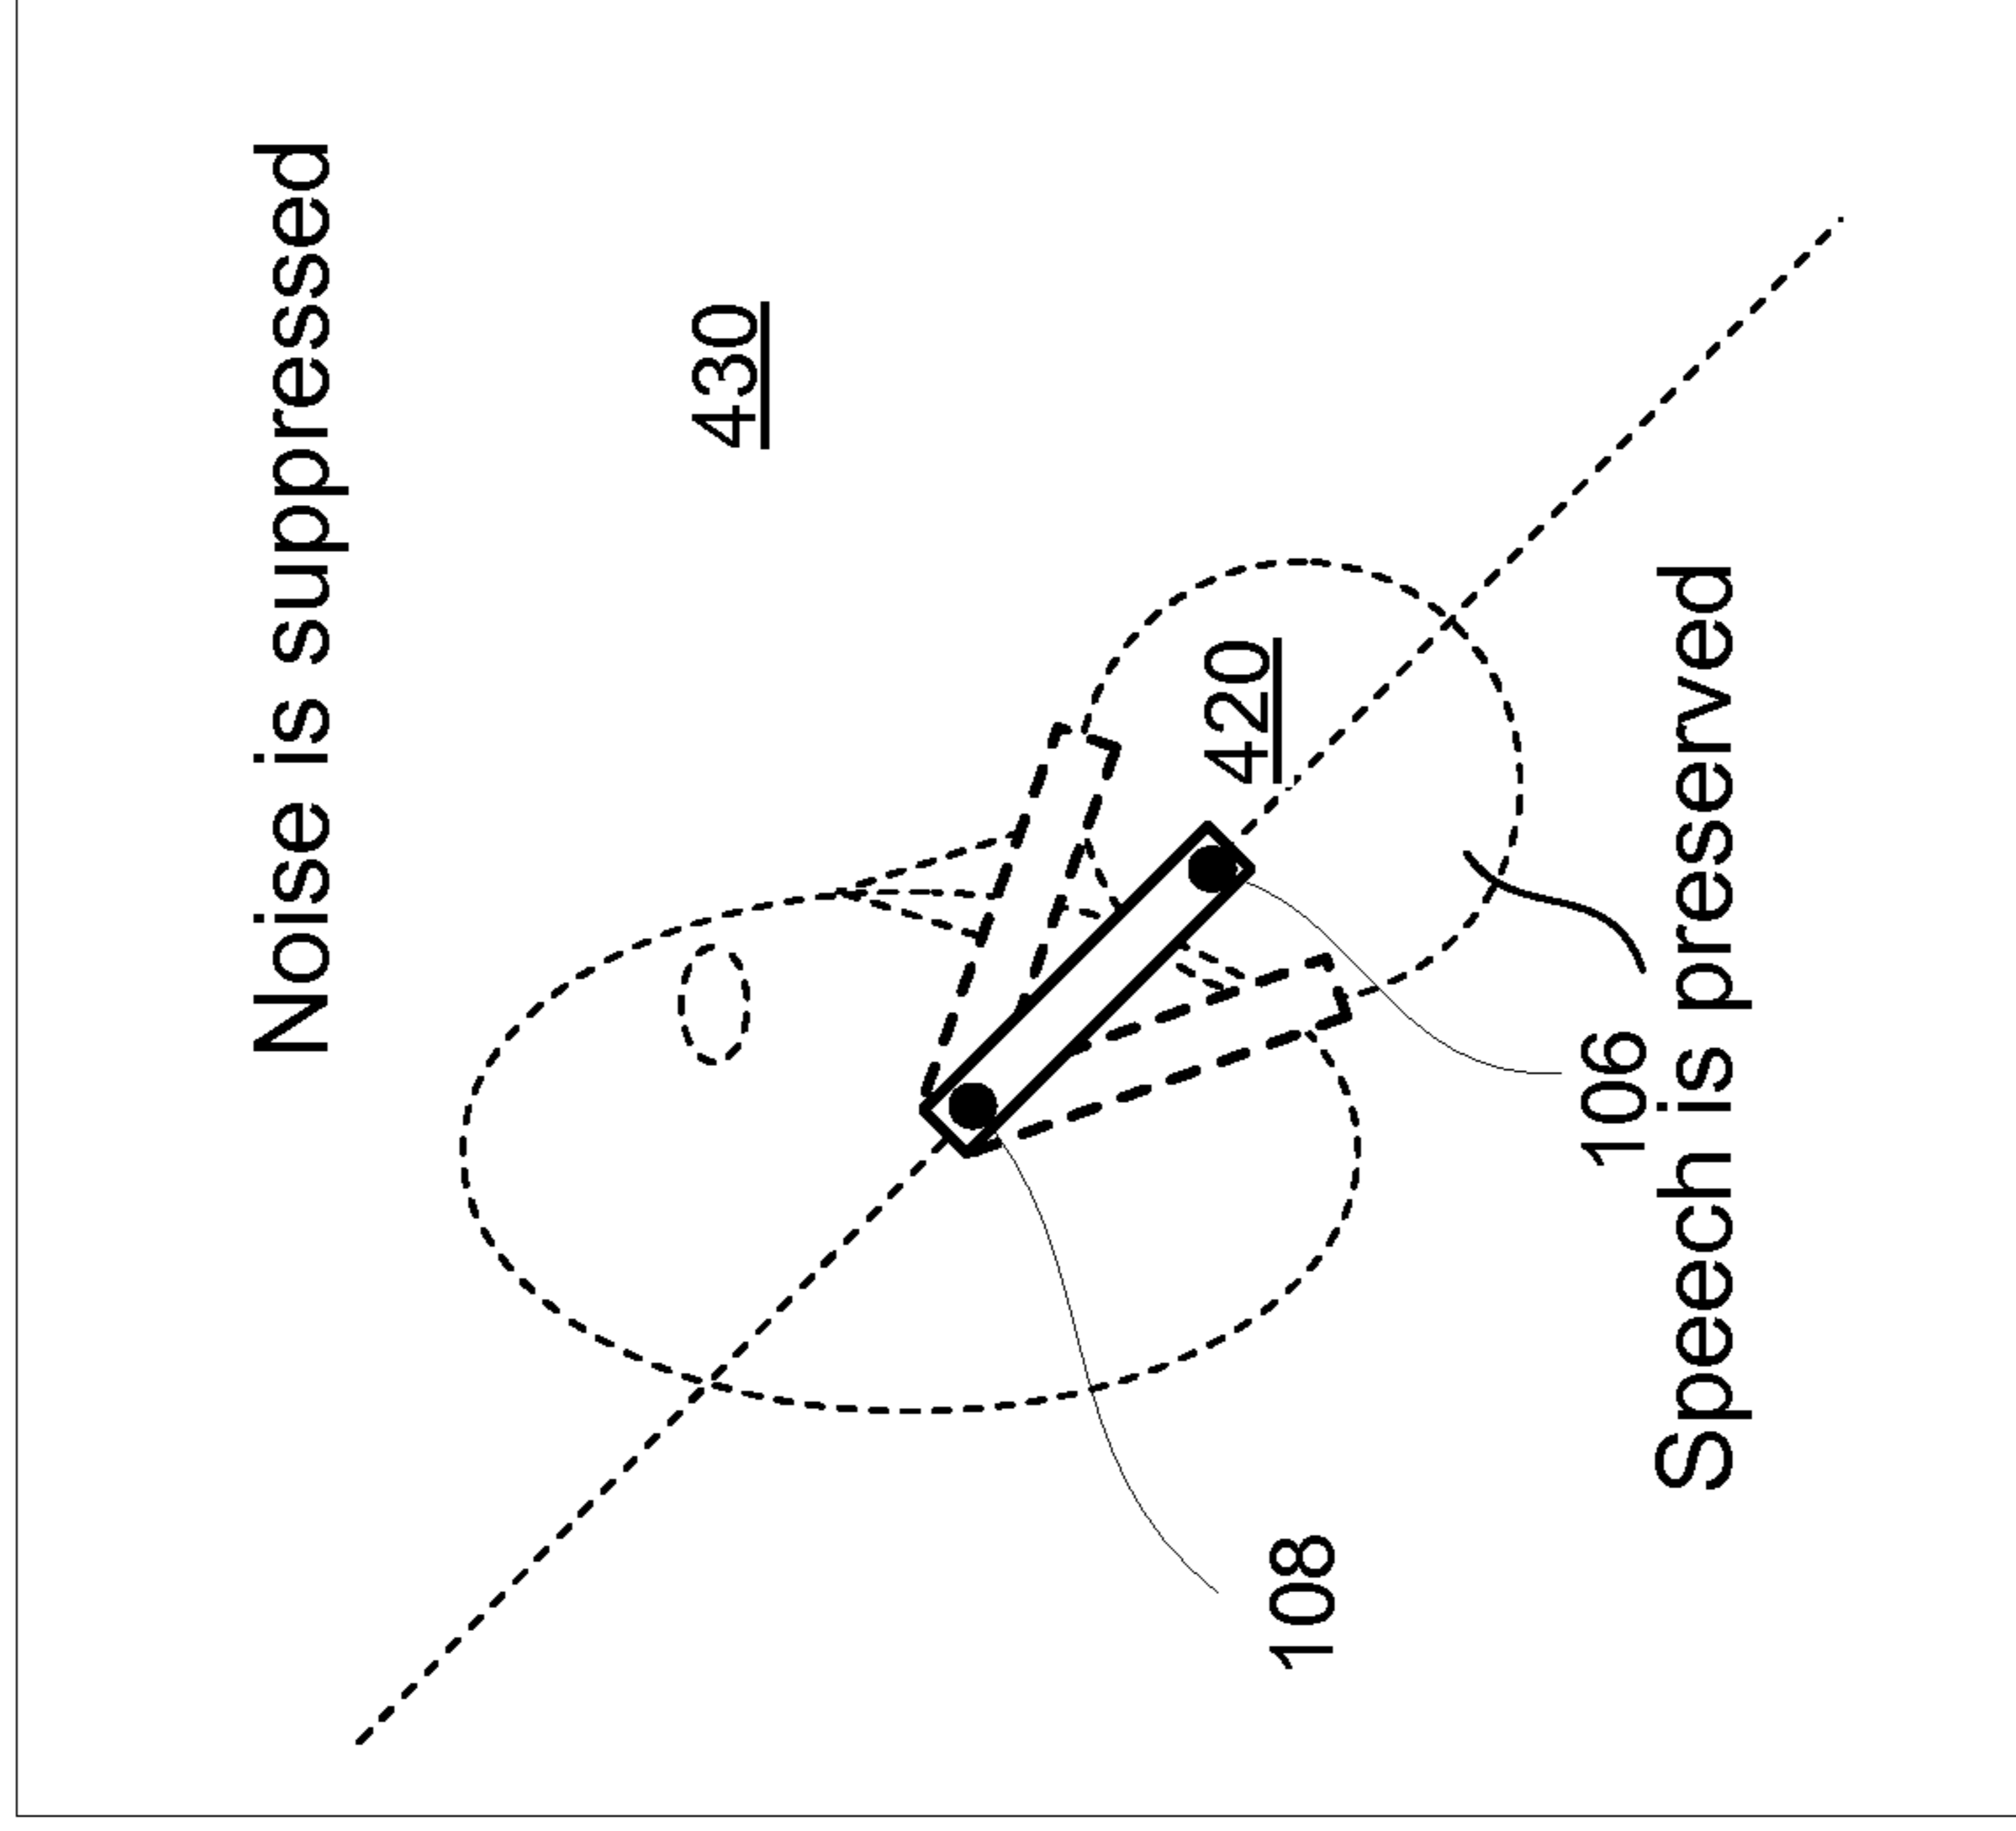 Noise is suppressed
430
420
106
108
Speech is preserved